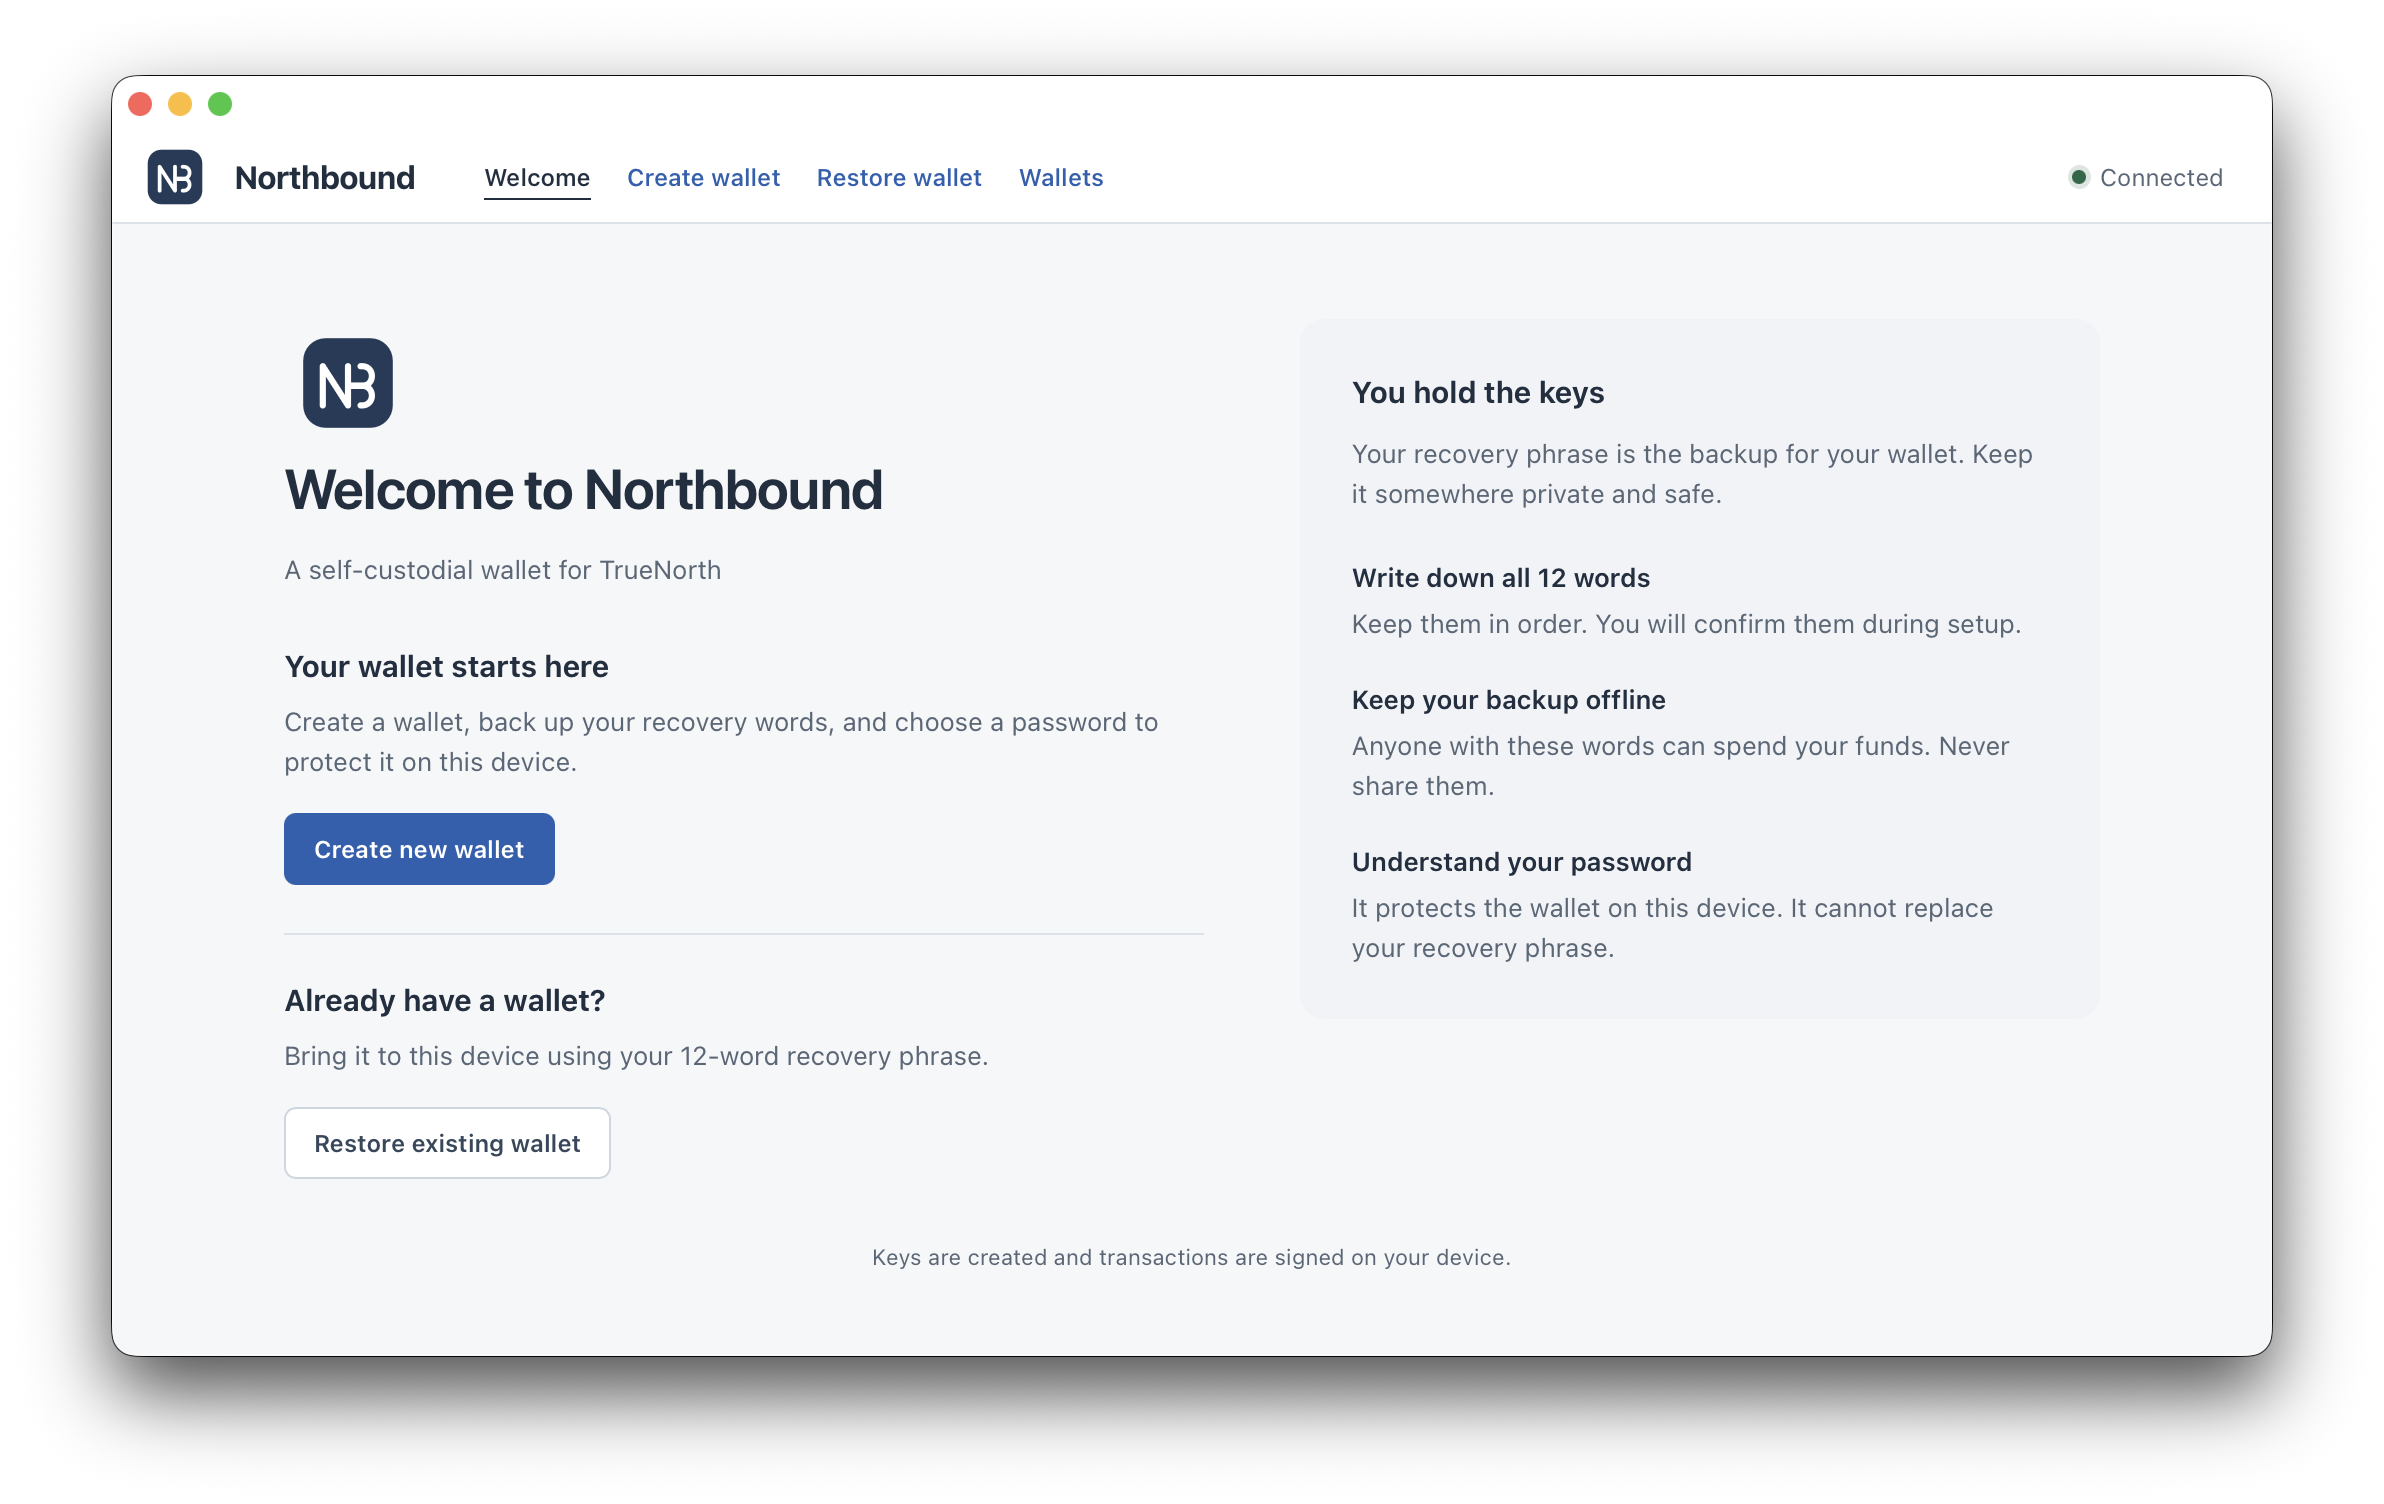 NB Northbound Welcome Create wallet Restore wallet Wallets Connected
NB
Welcome to Northbound
A self-custodial wallet for TrueNorth
Your wallet starts here
Create a wallet, back up your recovery words, and choose a password to
protect it on this device.
Create new wallet
Already have a wallet?
Bring it to this device using your 12-word recovery phrase.
Restore existing wallet
You hold the keys
Your recovery phrase is the backup for your wallet. Keep
it somewhere private and safe.
Write down all 12 words
Keep them in order. You will confirm them during setup.
Keep your backup offline
Anyone with these words can spend your funds. Never
share them.
Understand your password
It protects the wallet on this device. It cannot replace
your recovery phrase.
Keys are created and transactions are signed on your device.